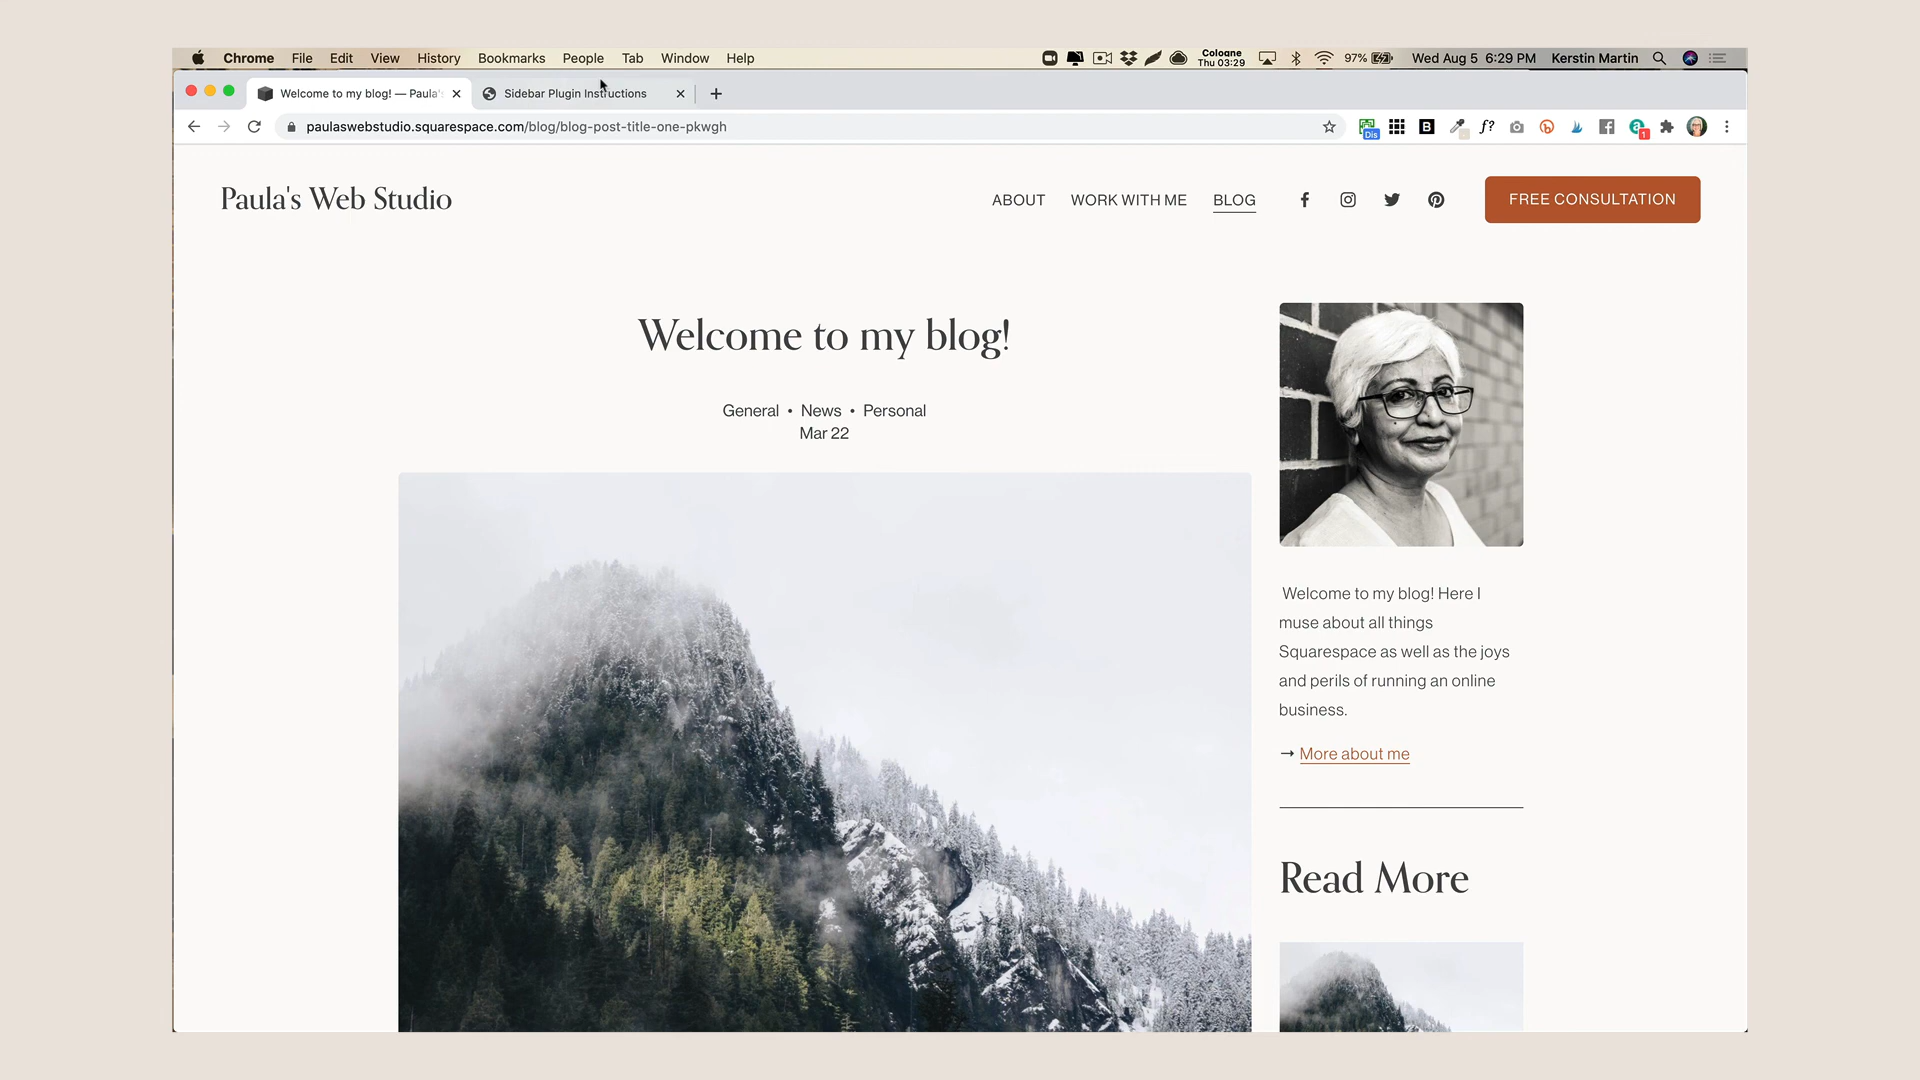 Chrome File Edit View History Bookmarks People Tab Window Help
Cologne
Thu 03:29
97%
Wed Aug 5 6:29 PM Kerstin Martin
Welcome to my blog! — Paula's
Sidebar Plugin Instructions
paulaswebstudio.squarespace.com/blog/blog-post-title-one-pkwgh
Dis
B
f?
1
Paula's Web Studio
ABOUT WORK WITH ME BLOG
FREE CONSULTATION
Welcome to my blog!
General • News • Personal
Mar 22
Welcome to my blog! Here I
muse about all things
Squarespace as well as the joys
and perils of running an online
business.
→ More about me
Read More